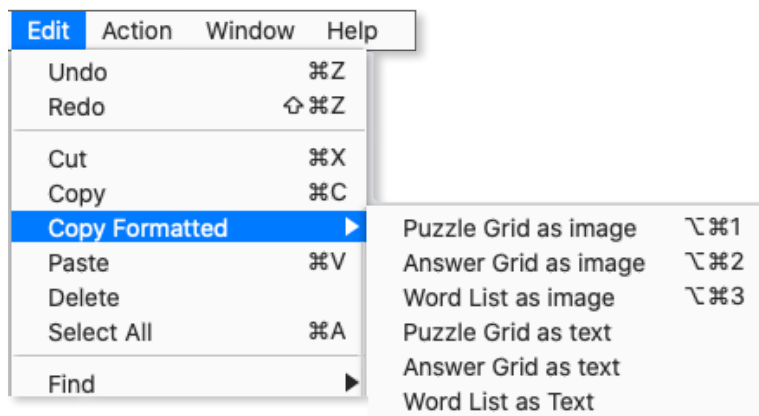 Edit Action Window Help
Undo ⌘Z
Redo ⇧⌘Z
Cut ⌘X
Copy ⌘C
Copy Formatted ▶
Puzzle Grid as image ⌥⌘1
Paste ⌘V
Answer Grid as image ⌥⌘2
Delete
Word List as image ⌥⌘3
Select All ⌘A
Puzzle Grid as text
Answer Grid as text
Find ▶
Word List as Text